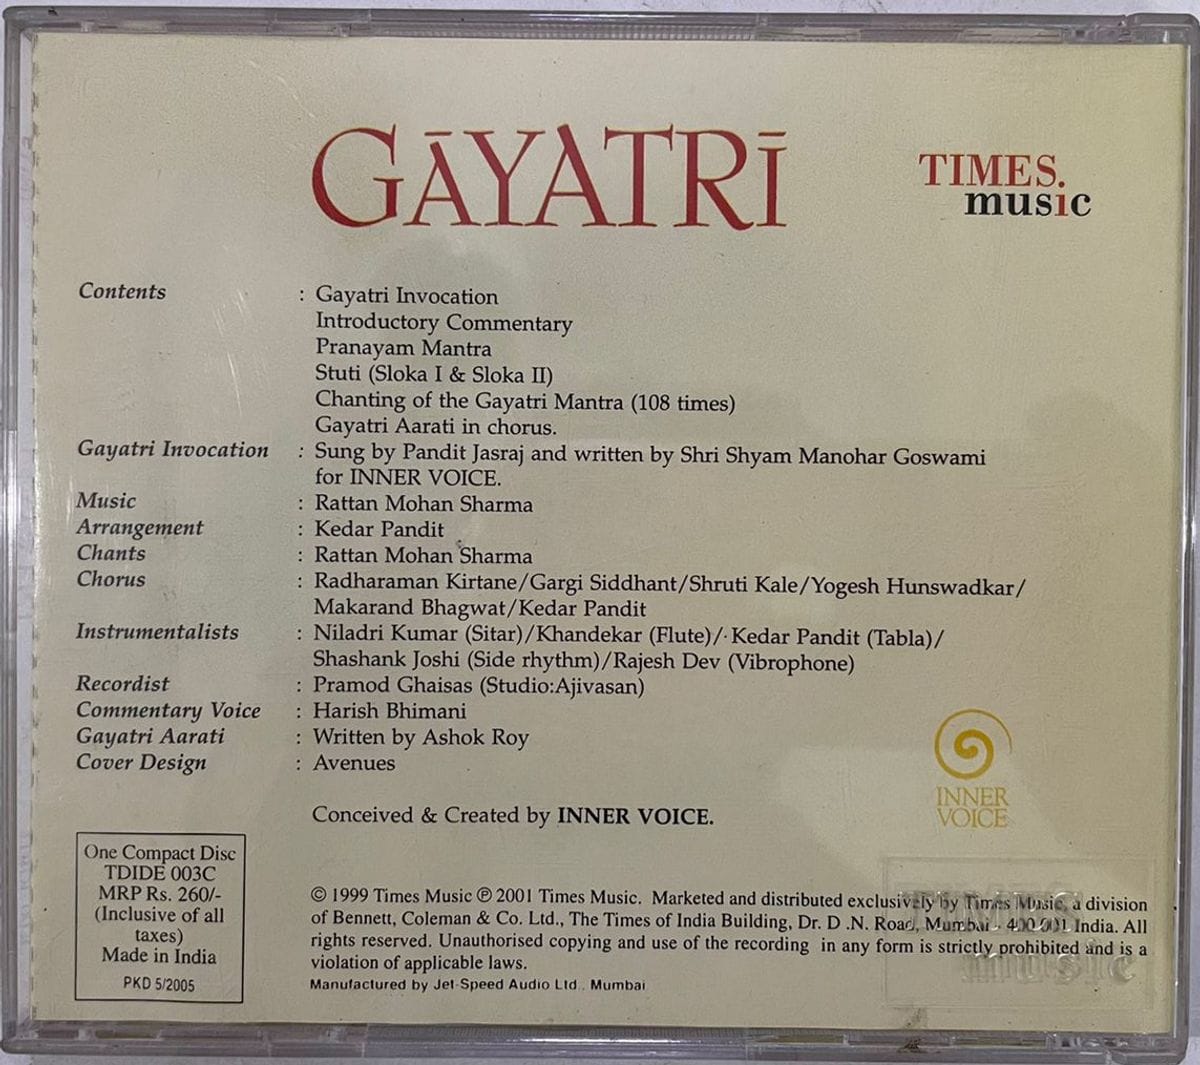 GĀYATRĪ
TIMES.
music
Contents : Gayatri Invocation
Introductory Commentary
Pranayam Mantra
Stuti (Sloka I & Sloka II)
Chanting of the Gayatri Mantra (108 times)
Gayatri Aarati in chorus.
Gayatri Invocation : Sung by Pandit Jasraj and written by Shri Shyam Manohar Goswami
for INNER VOICE.
Music : Rattan Mohan Sharma
Arrangement : Kedar Pandit
Chants : Rattan Mohan Sharma
Chorus : Radharaman Kirtane/Gargi Siddhant/Shruti Kale/Yogesh Hunswadkar/
Makarand Bhagwat/Kedar Pandit
Instrumentalists : Niladri Kumar (Sitar)/Khandekar (Flute)/ Kedar Pandit (Tabla)/
Shashank Joshi (Side rhythm)/Rajesh Dev (Vibrophone)
Recordist : Pramod Ghaisas (Studio:Ajivasan)
Commentary Voice : Harish Bhimani
Gayatri Aarati : Written by Ashok Roy
Cover Design : Avenues
INNER
VOICE
Conceived & Created by INNER VOICE.
One Compact Disc
TDIDE 003C
MRP Rs. 260/-
(Inclusive of all
taxes)
Made in India
PKD 5/2005
© 1999 Times Music ℗ 2001 Times Music. Marketed and distributed exclusively by Times Music, a division
of Bennett, Coleman & Co. Ltd., The Times of India Building, Dr. D .N. Road, Mumbai - 400 001 India. All
rights reserved. Unauthorised copying and use of the recording in any form is strictly prohibited and is a
violation of applicable laws.
Manufactured by Jet-Speed Audio Ltd. Mumbai
TIMES
music